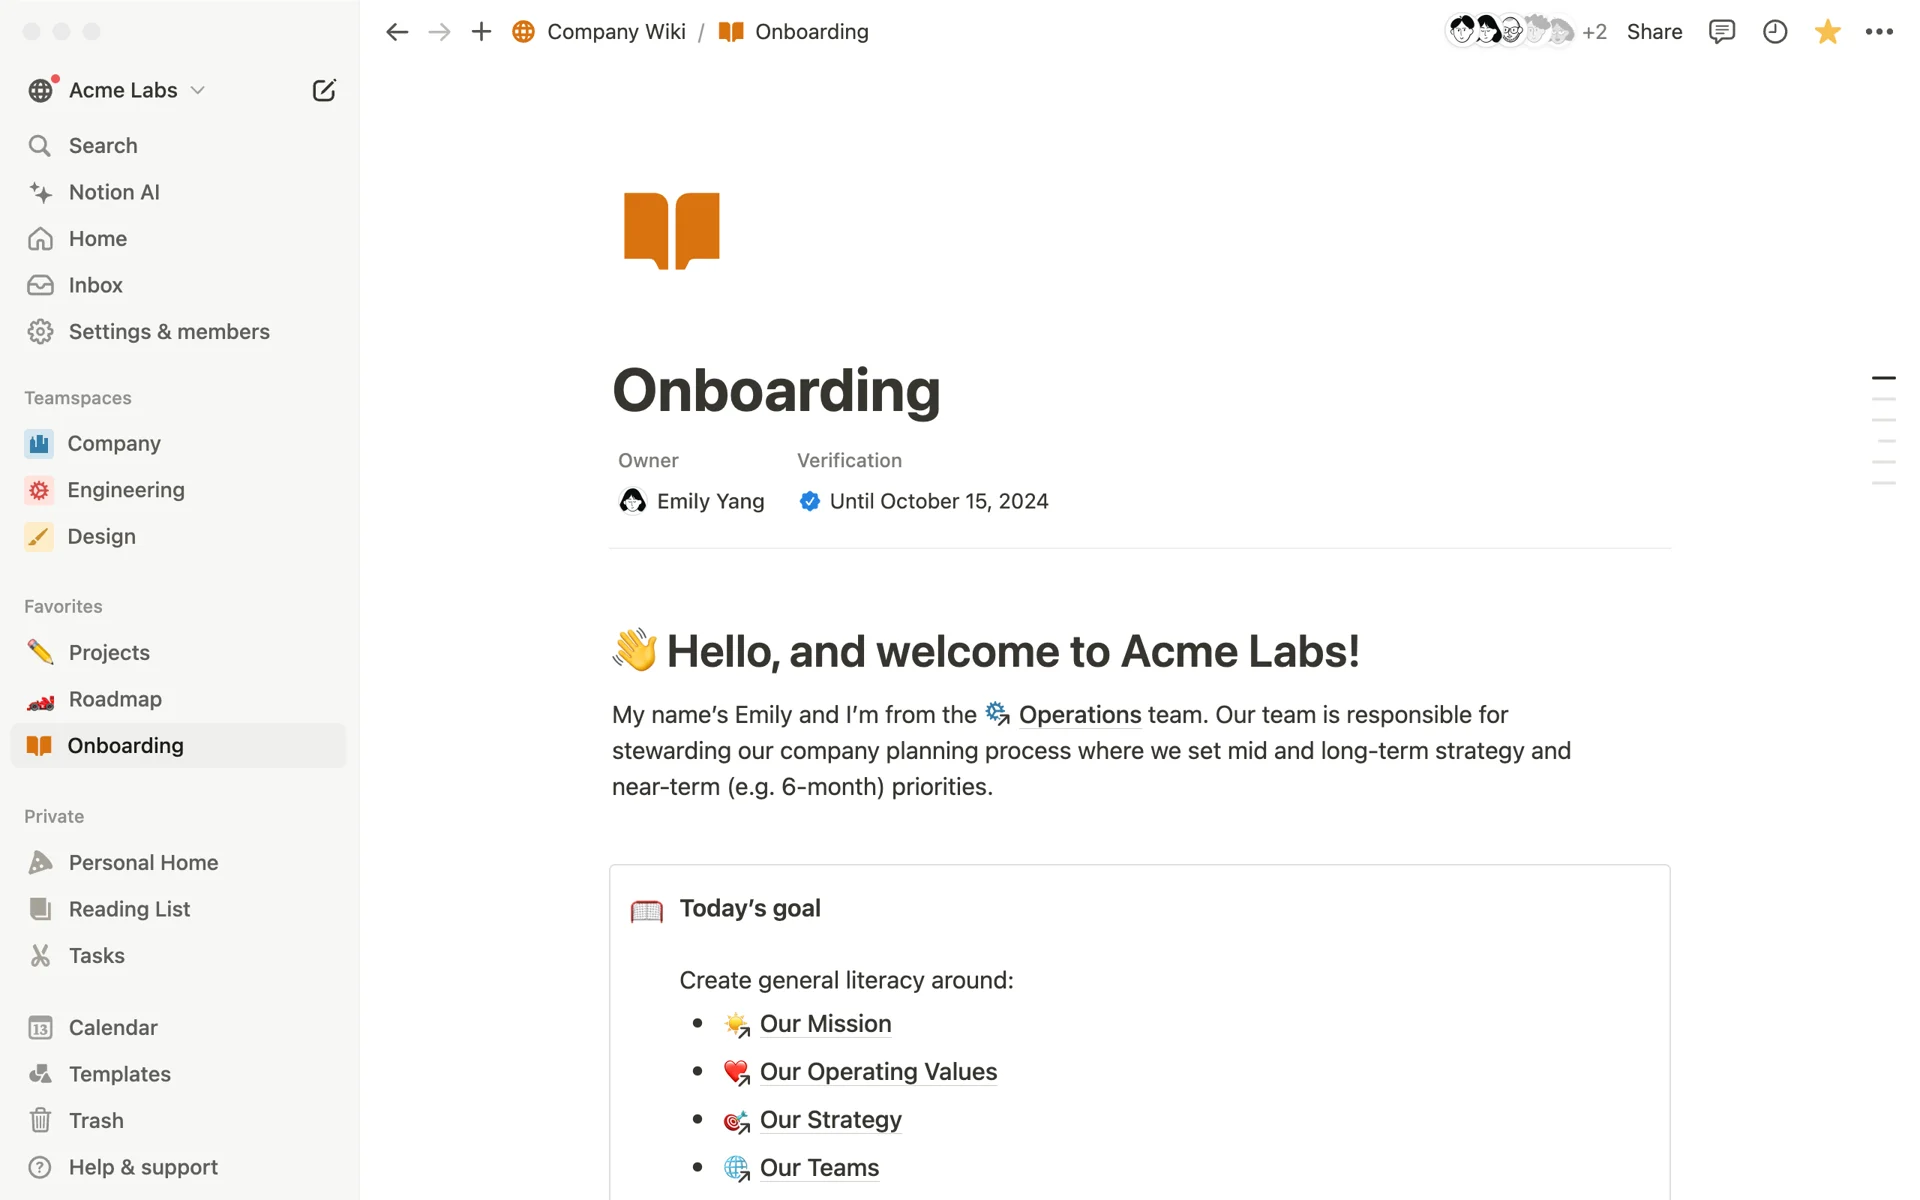 Company Wiki / Onboarding
+2 Share
Acme Labs
Search
Notion AI
Home
Inbox
Settings & members
Teamspaces
Company
Engineering
Design
Favorites
Projects
Roadmap
Onboarding
Private
Personal Home
Reading List
Tasks
13 Calendar
Templates
Trash
? Help & support
Onboarding
Owner Verification
Emily Yang Until October 15, 2024
👋 Hello, and welcome to Acme Labs!
My name’s Emily and I’m from the Operations team. Our team is responsible for
stewarding our company planning process where we set mid and long-term strategy and
near-term (e.g. 6-month) priorities.
Today’s goal
Create general literacy around:
• Our Mission
• Our Operating Values
• Our Strategy
• Our Teams